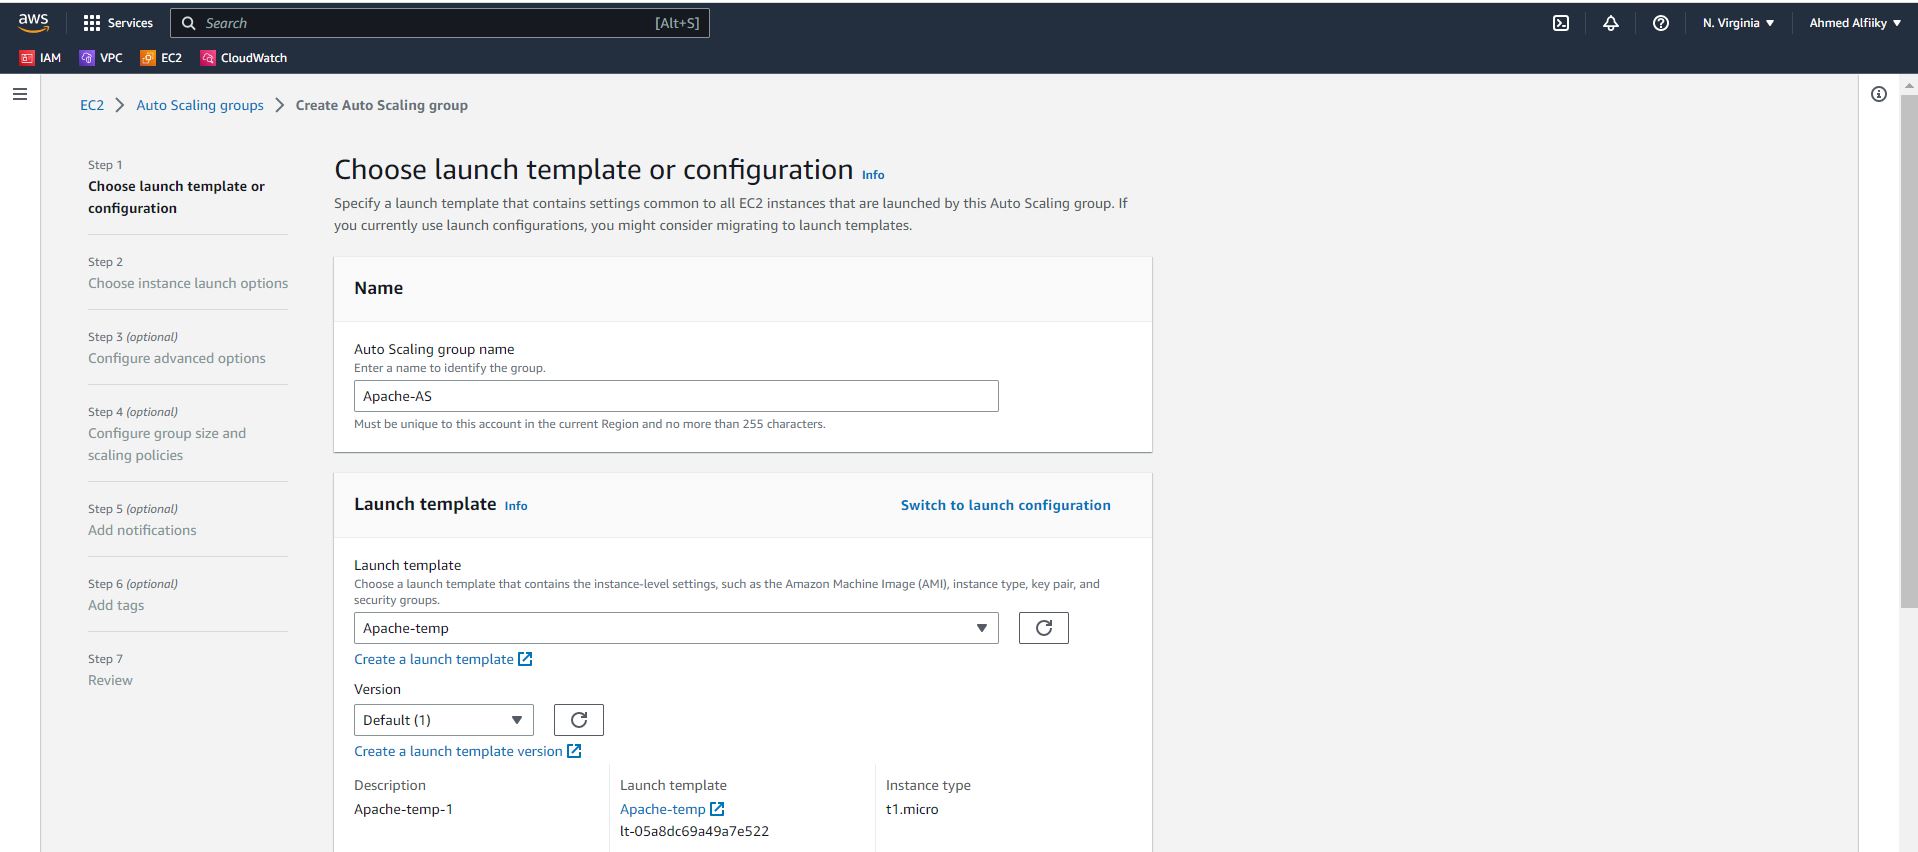 aws
Services
Search
[Alt+S]
N. Virginia
Ahmed Alfiiky
IAM
VPC
EC2
CloudWatch
EC2
Auto Scaling groups
Create Auto Scaling group
Step 1
Choose launch template or
configuration
Step 2
Choose instance launch options
Step 3 (optional)
Configure advanced options
Step 4 (optional)
Configure group size and
scaling policies
Step 5 (optional)
Add notifications
Step 6 (optional)
Add tags
Step 7
Review
Choose launch template or configuration Info
Specify a launch template that contains settings common to all EC2 instances that are launched by this Auto Scaling group. If
you currently use launch configurations, you might consider migrating to launch templates.
Name
Auto Scaling group name
Enter a name to identify the group.
Apache-AS
Must be unique to this account in the current Region and no more than 255 characters.
Launch template Info
Switch to launch configuration
Launch template
Choose a launch template that contains the instance-level settings, such as the Amazon Machine Image (AMI), instance type, key pair, and
security groups.
Apache-temp
Create a launch template
Version
Default (1)
Create a launch template version
Description
Apache-temp-1
Launch template
Apache-temp
lt-05a8dc69a49a7e522
Instance type
t1.micro